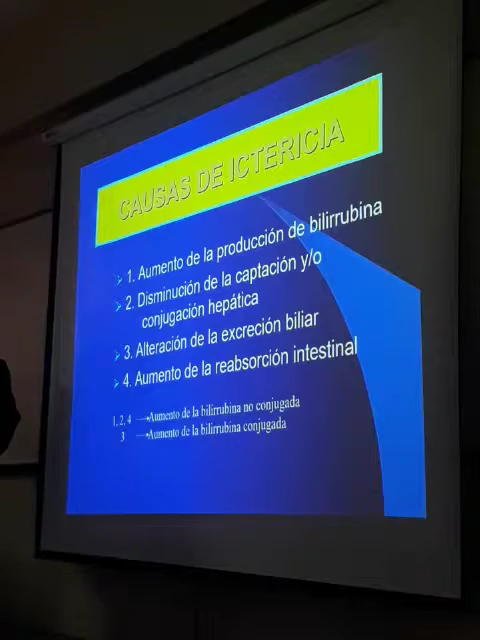 CAUSAS DE ICTERICIA
1. Aumento de la producción de bilirrubina
2. Disminución de la captación y/o
conjugación hepática
3. Alteración de la excreción biliar
4. Aumento de la reabsorción intestinal
1, 2, 4 → Aumento de la bilirrubina no conjugada
3 → Aumento de la bilirrubina conjugada